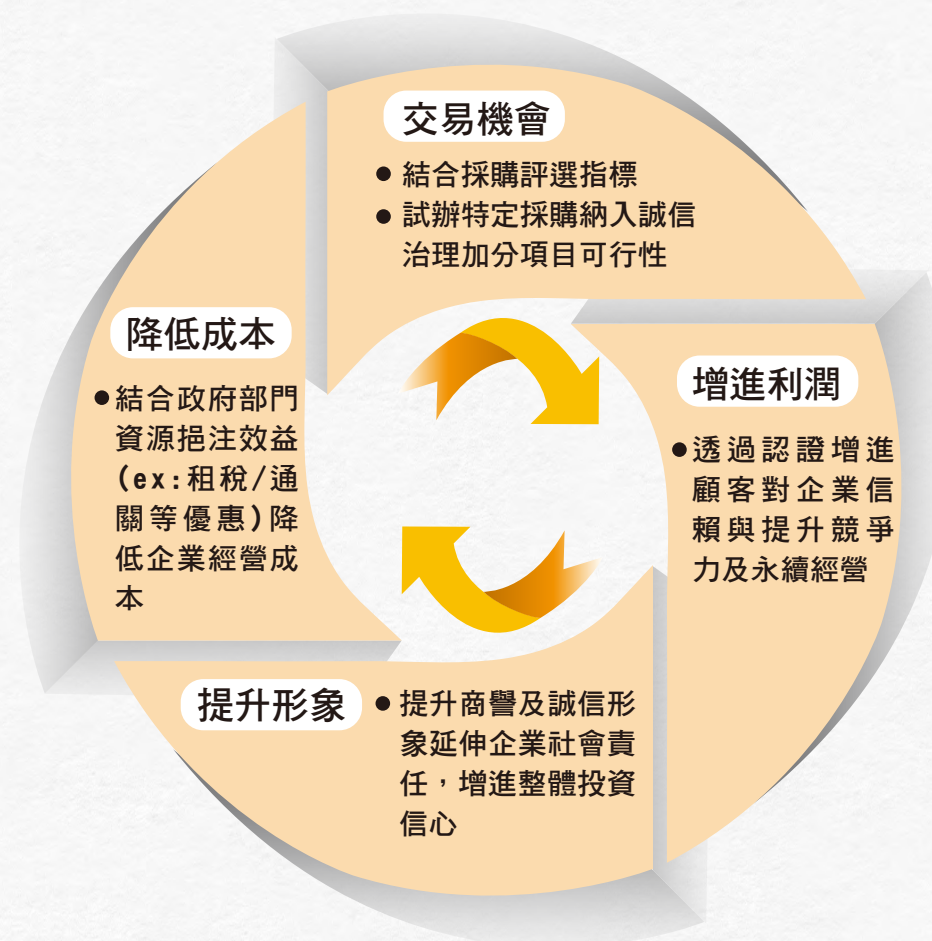 交易機會
● 結合採購評選指標
● 試辦特定採購納入誠信
治理加分項目可行性
增進利潤
● 透過認證增進
顧客對企業信
賴與提升競爭
力及永續經營
提升形象
● 提升商譽及誠信形
象延伸企業社會責
任，增進整體投資
信心
降低成本
● 結合政府部門
資源挹注效益
(ex:租稅/通
關等優惠)降
低企業經營成
本